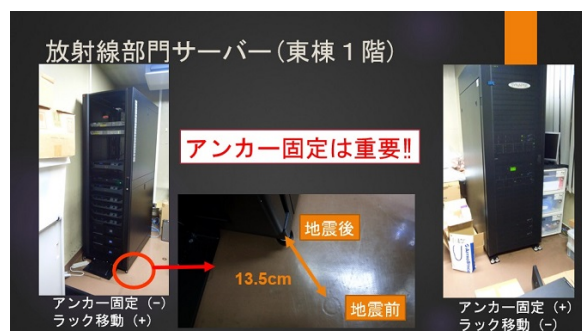 放射線部門サーバー(東棟１階)
アンカー固定は重要‼
地震後
13.5cm
地震前
アンカー固定（−）
ラック移動（+）
アンカー固定（+）
ラック移動（−）